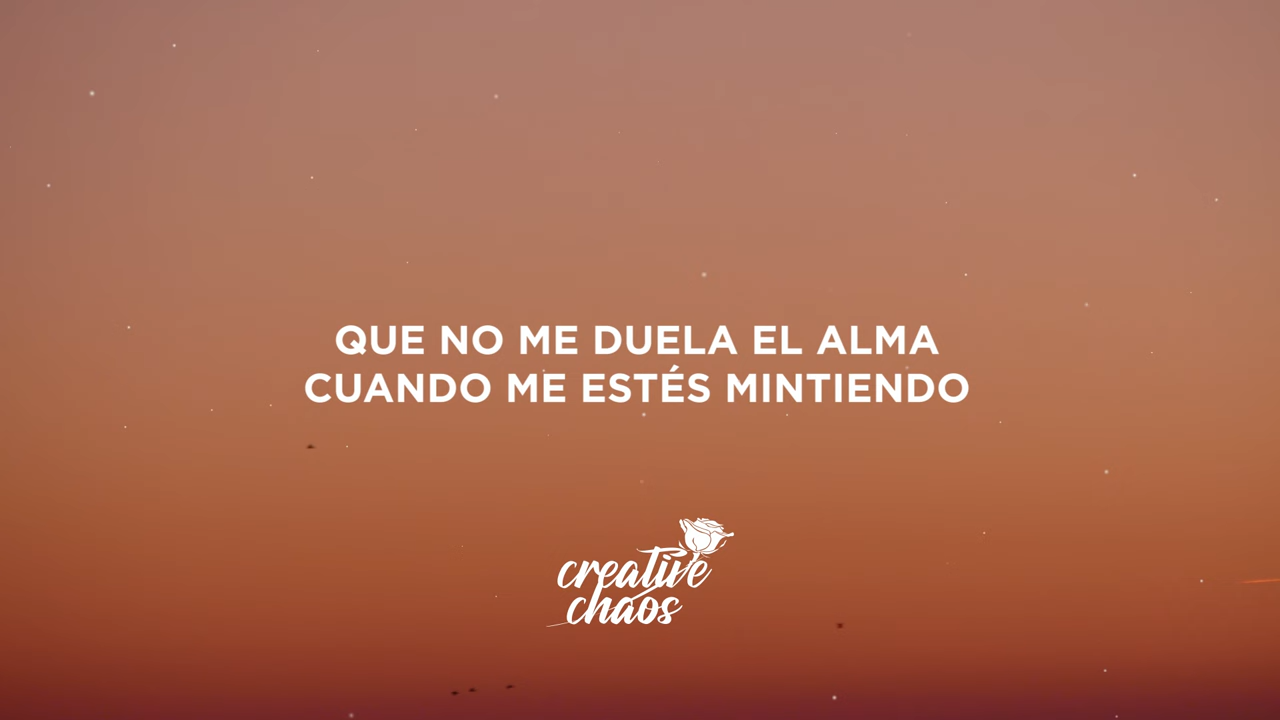 QUE NO ME DUELA EL ALMA
CUANDO ME ESTÉS MINTIENDO
creative
chaos